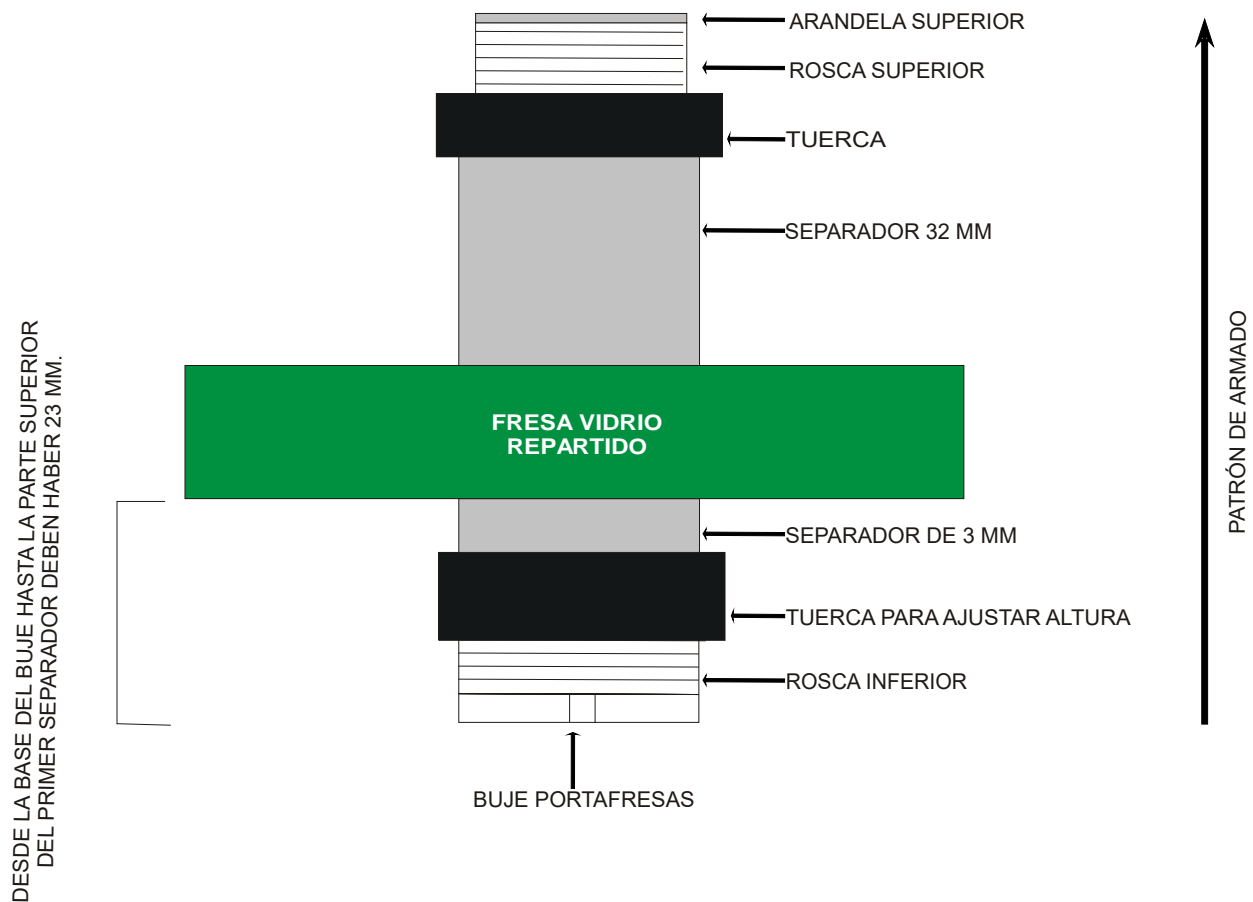 ARANDELA SUPERIOR
ROSCA SUPERIOR
TUERCA
SEPARADOR 32 MM
FRESA VIDRIO
REPARTIDO
SEPARADOR DE 3 MM
TUERCA PARA AJUSTAR ALTURA
ROSCA INFERIOR
BUJE PORTAFRESAS
DESDE LA BASE DEL BUJE HASTA LA PARTE SUPERIOR
DEL PRIMER SEPARADOR DEBEN HABER 23 MM.
PATRÓN DE ARMADO